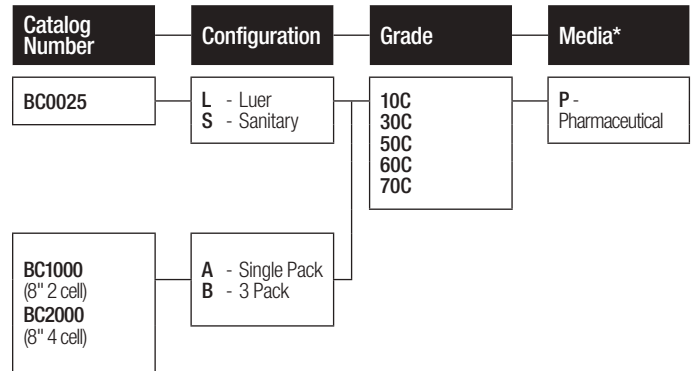 Catalog
Number
Configuration
Grade
Media*
BC0025
L - Luer
S - Sanitary
10C
30C
50C
60C
70C
P -
Pharmaceutical
BC1000
(8" 2 cell)
BC2000
(8" 4 cell)
A - Single Pack
B - 3 Pack